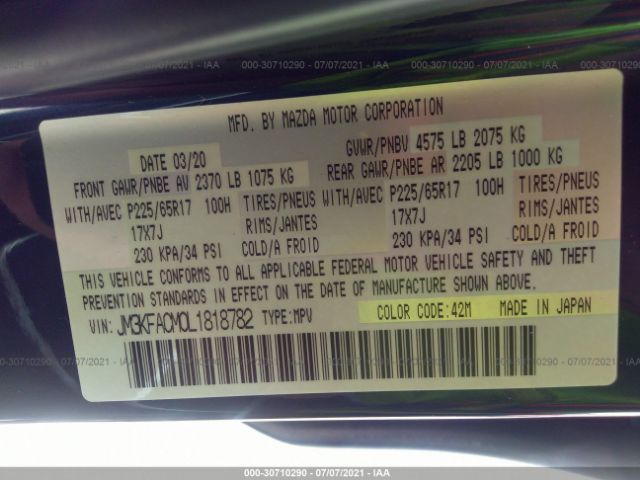 000-30710290 - 07/07/2021 - IAA
MFD. BY MAZDA MOTOR CORPORATION
DATE 03/20
GVWR/PNBV 4575 LB 2075 KG
FRONT GAWR/PNBE AV 2370 LB 1075 KG
REAR GAWR/PNBE AR 2205 LB 1000 KG
WITH/AVEC P225/65R17 100H TIRES/PNEUS
17X7J RIMS/JANTES
230 KPA/34 PSI COLD/A FROID
WITH/AVEC P225/65R17 100H TIRES/PNEUS
17X7J RIMS/JANTES
230 KPA/34 PSI COLD/A FROID
THIS VEHICLE CONFORMS TO ALL APPLICABLE FEDERAL MOTOR VEHICLE SAFETY AND THEFT
PREVENTION STANDARDS IN EFFECT ON THE DATE OF MANUFACTURE SHOWN ABOVE.
VIN: JM3KFACM0L1818782 TYPE:MPV
COLOR CODE:42M MADE IN JAPAN
000-30710290 - 07/07/2021 - IAA